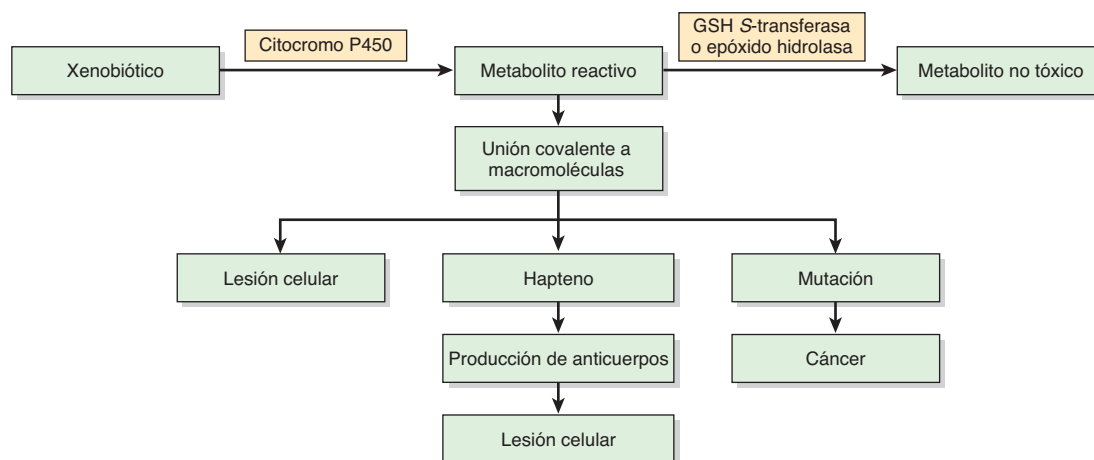 Citocromo P450
GSH S-transferasa
o epóxido hidrolasa
Xenobiótico
Metabolito reactivo
Metabolito no tóxico
Unión covalente a
macromoléculas
Lesión celular
Hapteno
Mutación
Producción de anticuerpos
Cáncer
Lesión celular